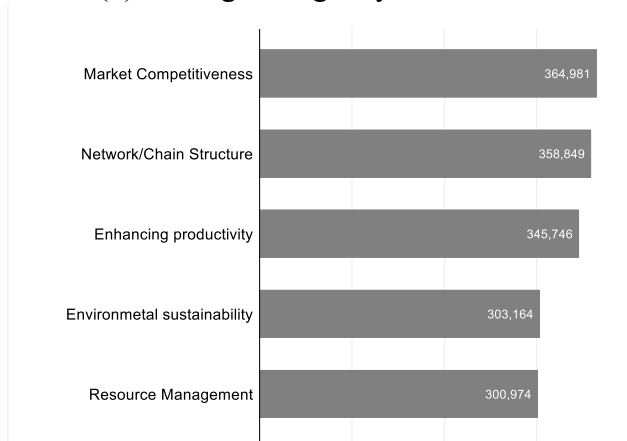 Market Competitiveness 364,981
Network/Chain Structure 358,849
Enhancing productivity 345,746
Environmetal sustainability 303,164
Resource Management 300,974